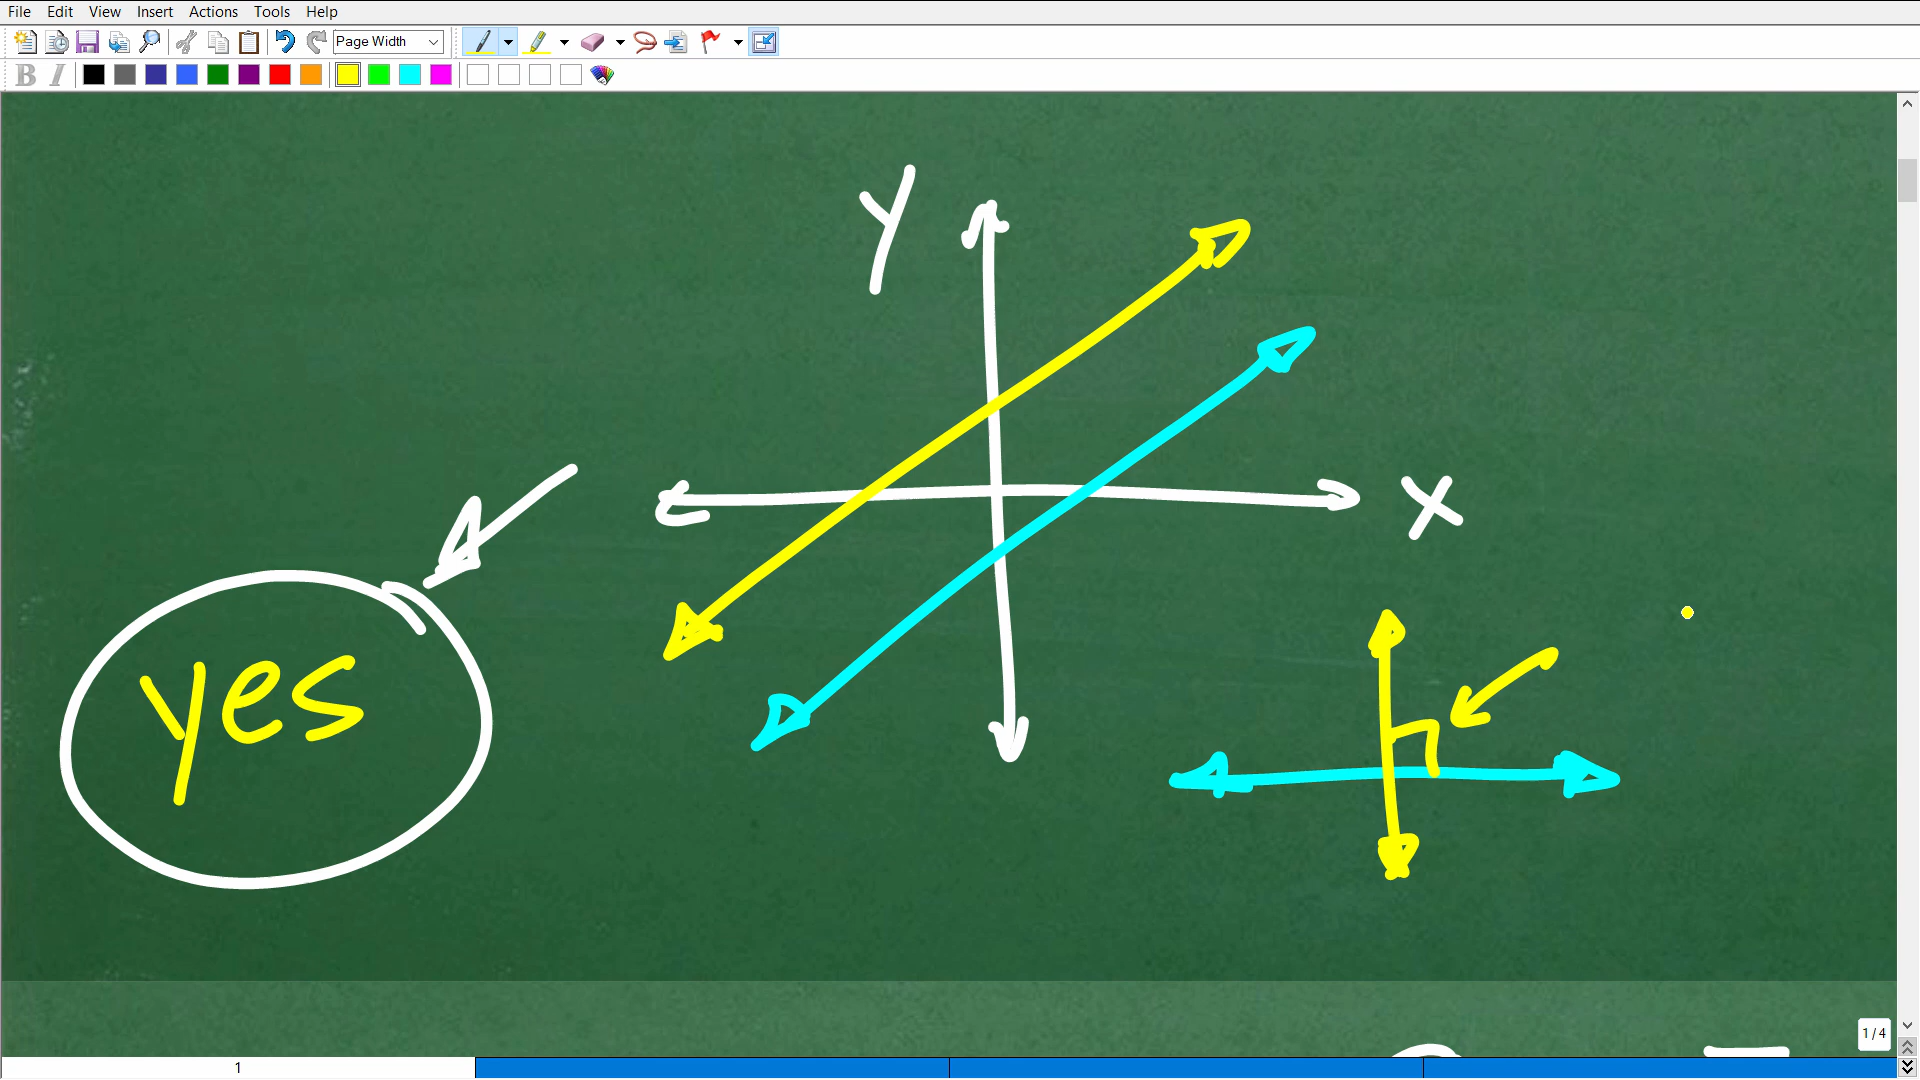 File Edit View Insert Actions Tools Help
Page Width
B I
y
x
yes
1 / 4
1